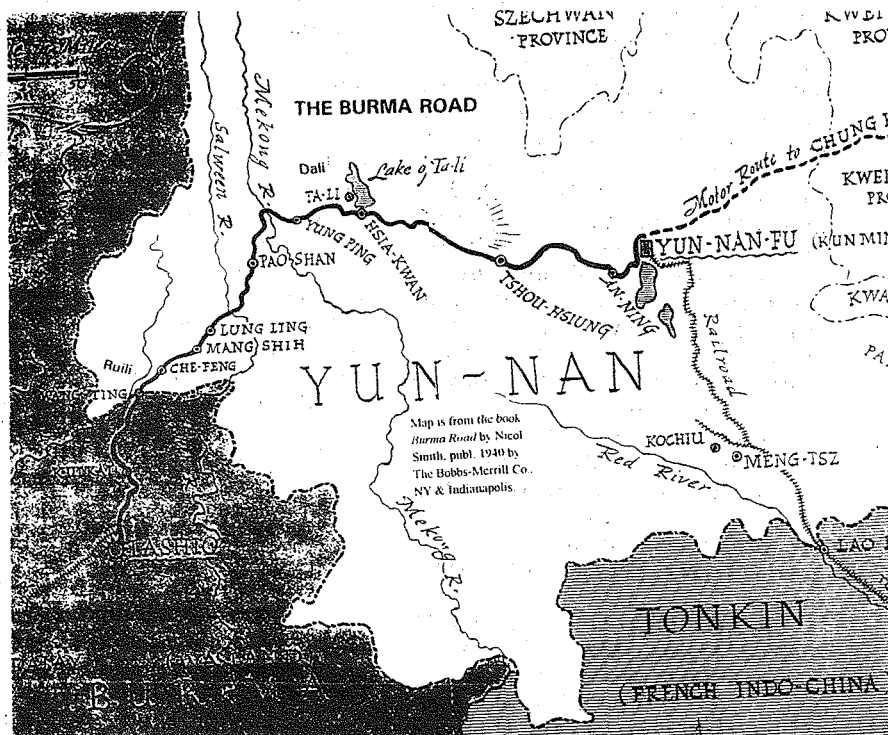 SZECHWAN
PROVINCE
THE BURMA ROAD
Mekong R.
Salween R.
Dali
Lake of Ta-li
TA-LI
Motor Route to CHUNG
YUNG PING
HSIA-KWAN
YUN-NAN-FU (KUNMIN
PAO-SHAN
TSHOU-HSIUNG
AN-NING
LUNG LING
MANG SHIH
Ruili
CHE-FENG
Railroad
YUN-NAN
Map is from the book
Burma Road by Nicol
Smith, publ. 1940 by
The Bobbs-Merrill Co.,
NY & Indianapolis.
KOCHIU
MENG-TSZ
Red River
Mekong R.
LASHIO
LAO
TONKIN
BURMA
(FRENCH INDO-CHINA